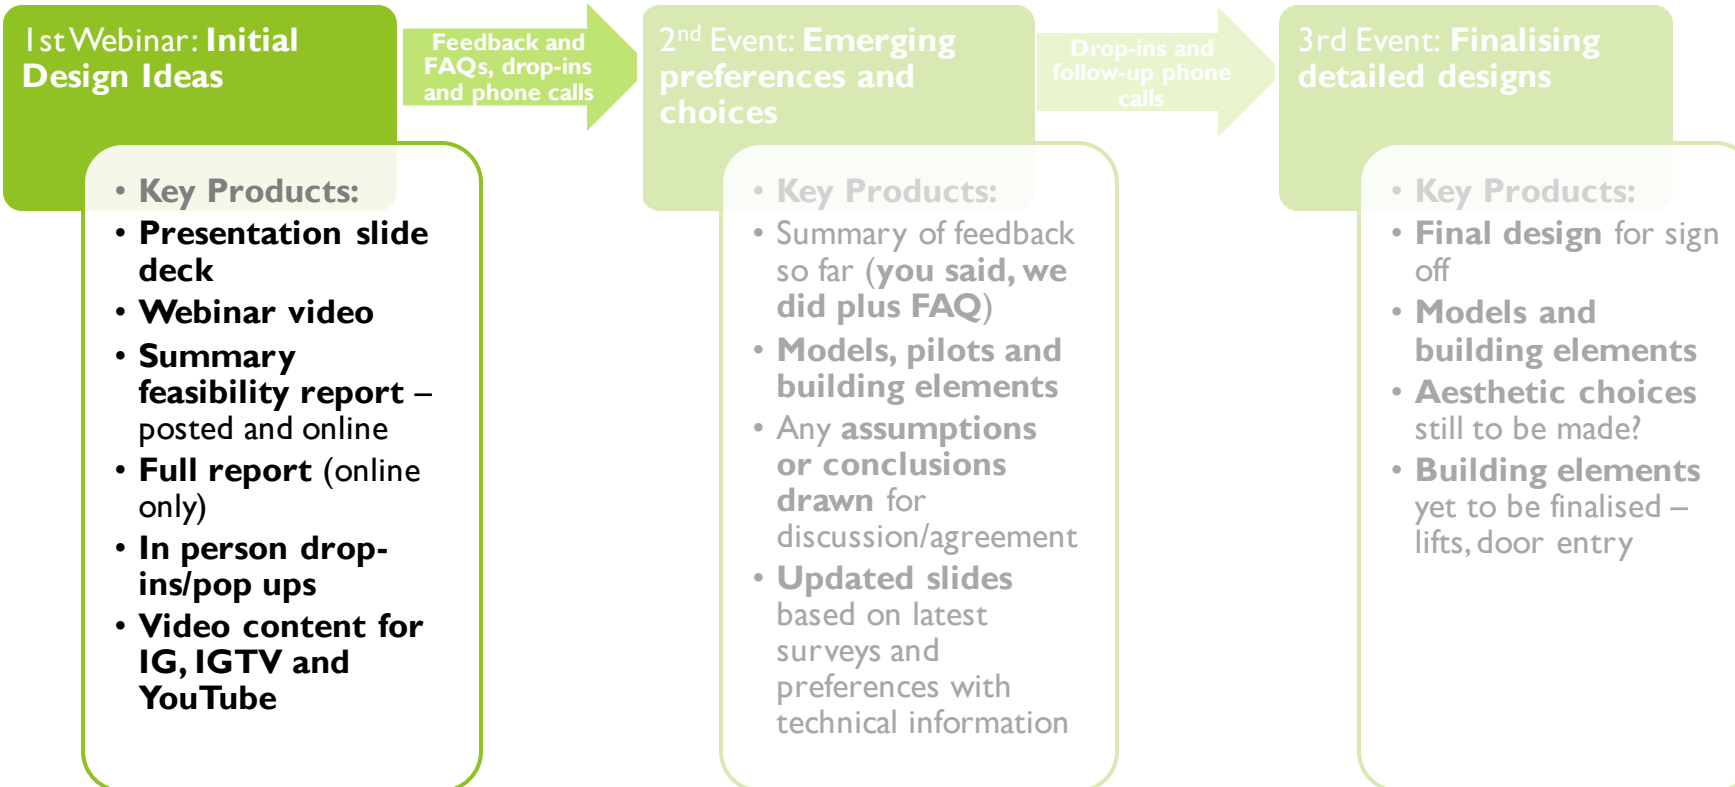 1st Webinar: Initial
Design Ideas
Feedback and
FAQs, drop-ins
and phone calls
2nd Event: Emerging
preferences and
choices
Drop-ins and
follow-up phone
calls
3rd Event: Finalising
detailed designs
• Key Products:
• Presentation slide
deck
• Webinar video
• Summary
feasibility report –
posted and online
• Full report (online
only)
• In person drop-
ins/pop ups
• Video content for
IG, IGTV and
YouTube
• Key Products:
• Summary of feedback
so far (you said, we
did plus FAQ)
• Models, pilots and
building elements
• Any assumptions
or conclusions
drawn for
discussion/agreement
• Updated slides
based on latest
surveys and
preferences with
technical information
• Key Products:
• Final design for sign
off
• Models and
building elements
• Aesthetic choices
still to be made?
• Building elements
yet to be finalised –
lifts, door entry